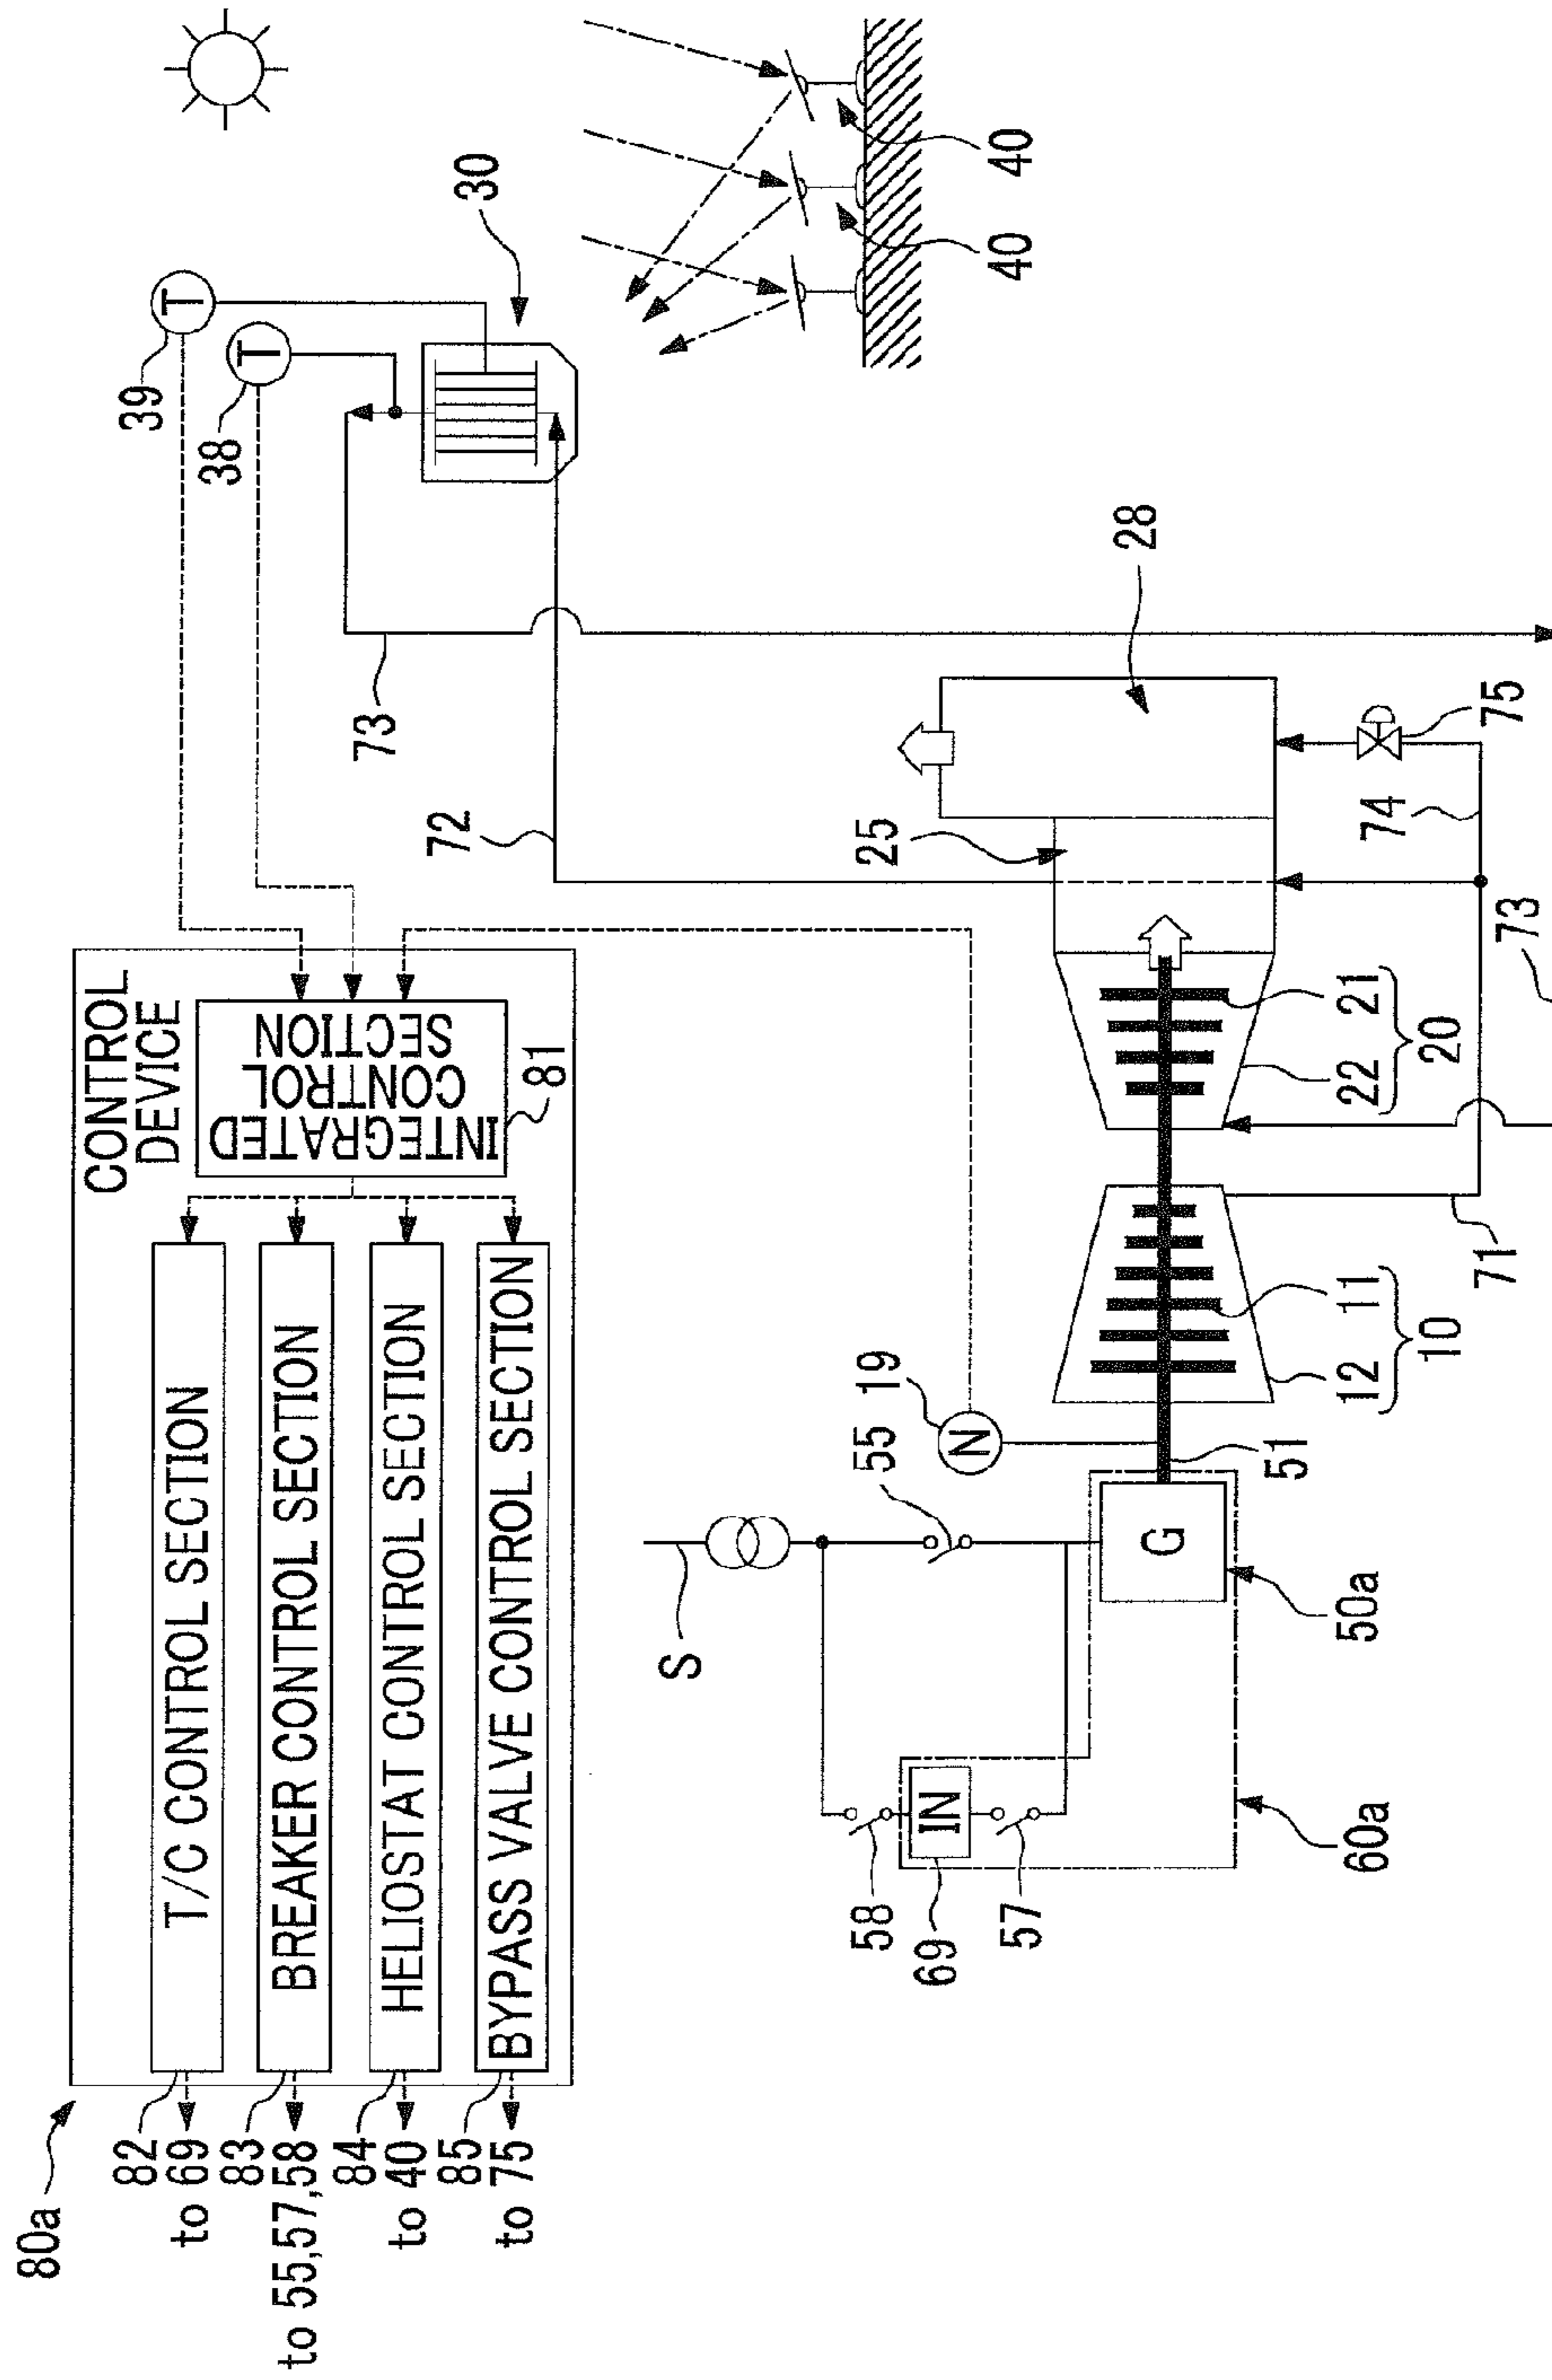 80a
CONTROL
DEVICE
82
to 69
T/C CONTROL SECTION
83
to 55,57,58
BREAKER CONTROL SECTION
84
to 40
HELIOSTAT CONTROL SECTION
85
to 75
BYPASS VALVE CONTROL SECTION
INTEGRATED
CONTROL
SECTION
81
39
T
38
T
30
40
40
73
72
28
25
75
74
73
S
55
19
N
58
69
IN
57
G
50a
60a
51
12
11
10
71
22
21
20